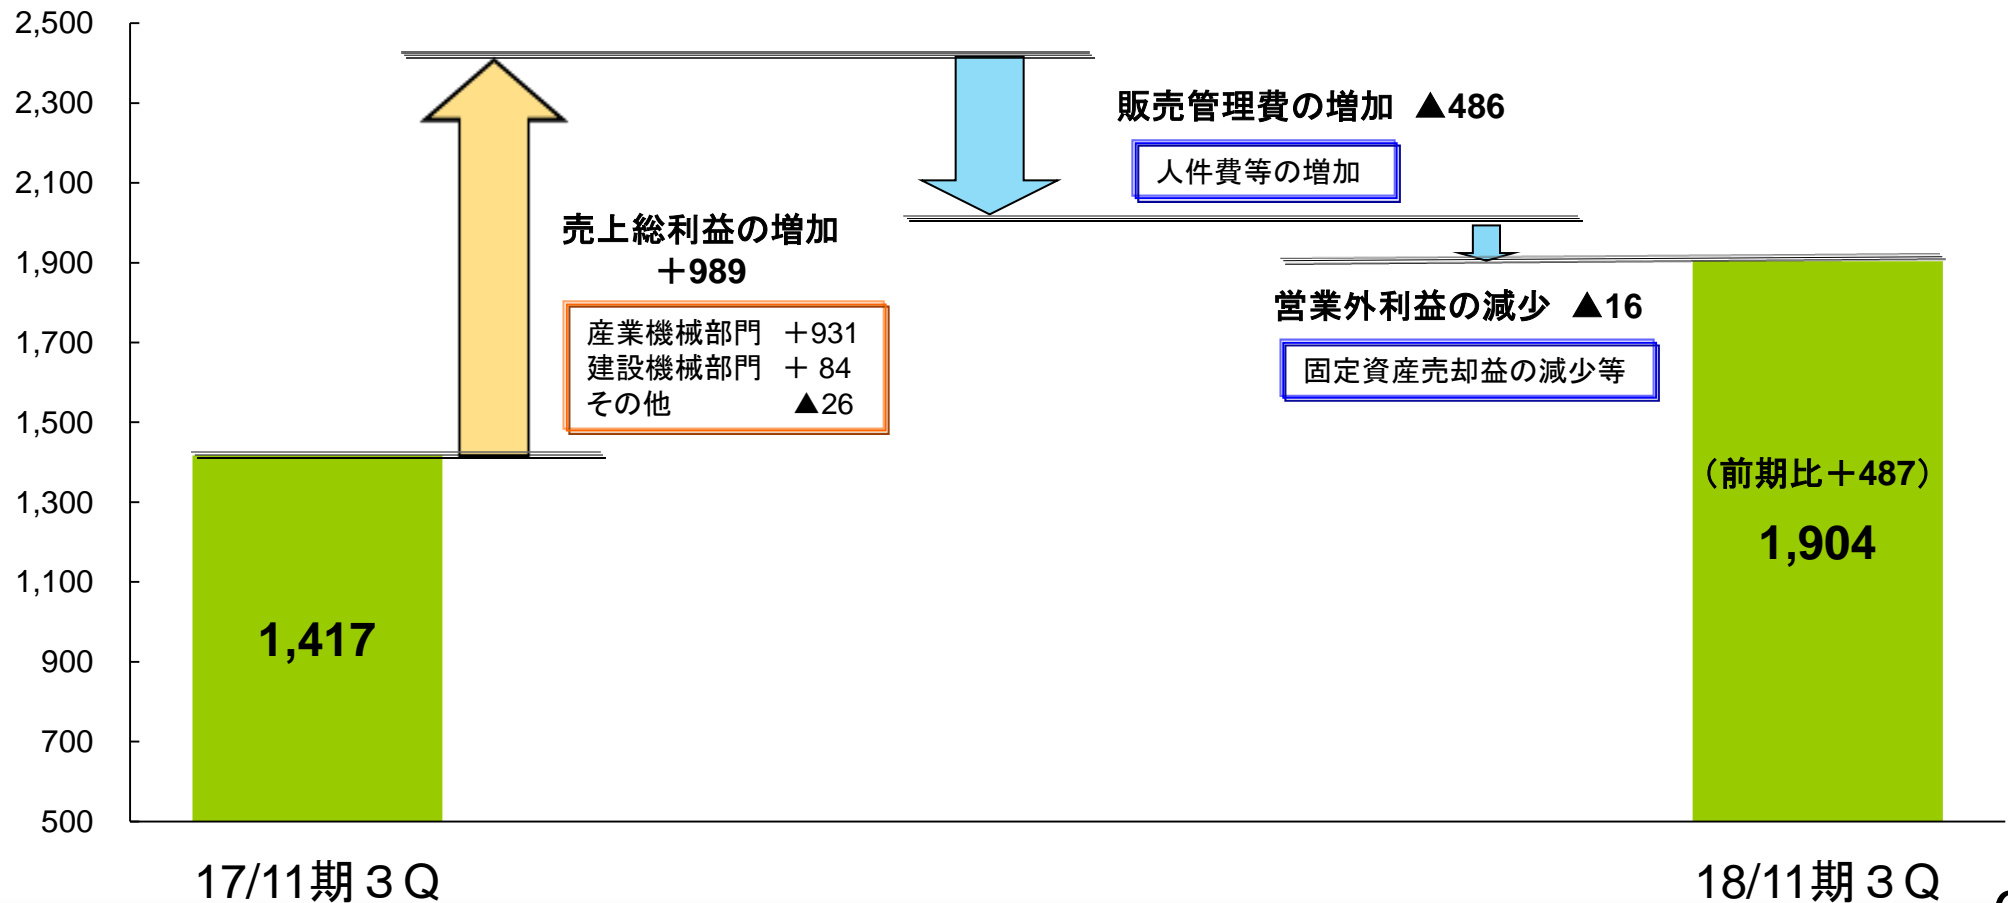 2,500
2,300
2,100
1,900
1,700
1,500
1,300
1,100
900
700
500
売上総利益の増加
＋989
産業機械部門 ＋931
建設機械部門 ＋ 84
その他 ▲26
販売管理費の増加 ▲486
人件費等の増加
営業外利益の減少 ▲16
固定資産売却益の減少等
1,417
（前期比＋487）
1,904
17/11期３Q
18/11期３Q